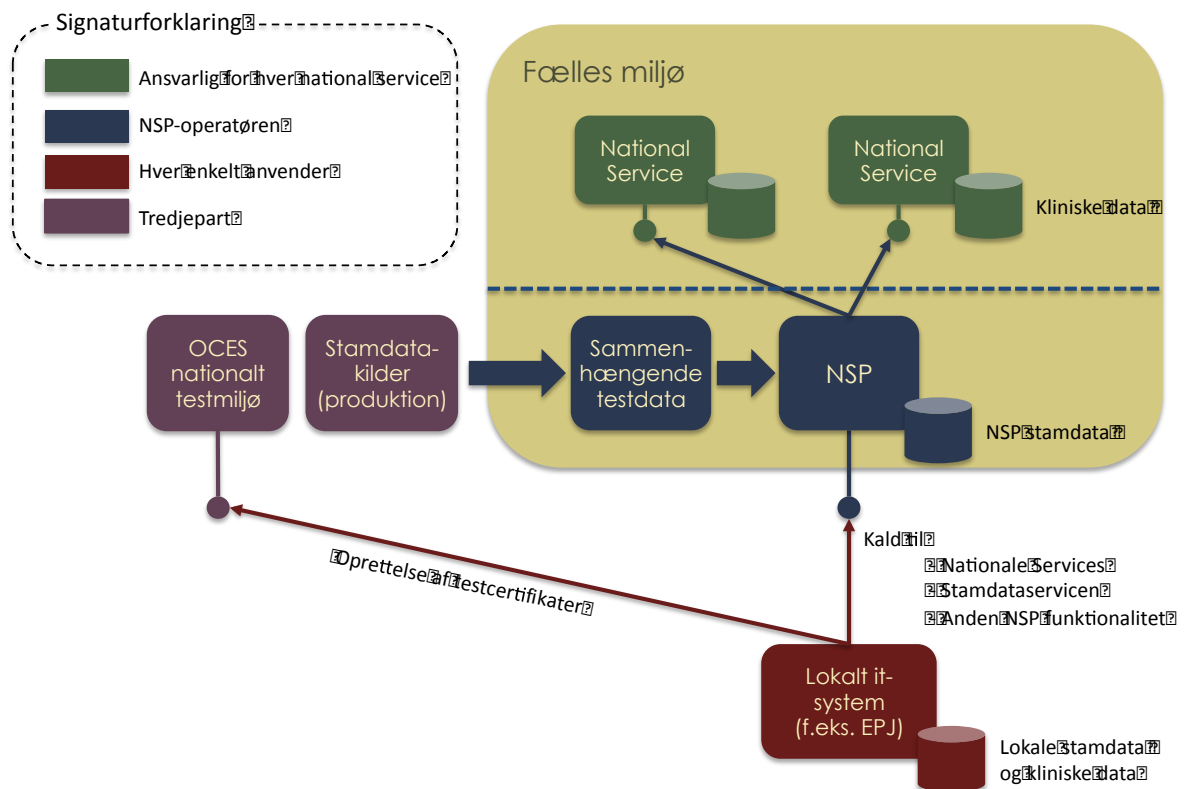 Signaturforklaring
Ansvarlig for hver national service
NSP-operatøren
Hver enkelt anvender
Tredjepart
Fælles miljø
National
Service
National
Service
Kliniske data
OCES
nationalt
testmiljø
Stamdata-
kilder
(produktion)
Sammen-
hængende
testdata
NSP
NSP stamdata
Oprettelse af testcertifikater
Kald til
- Nationale Services
- Stamdataservicen
- Anden NSP funktionalitet
Lokalt it-
system
(f.eks. EPJ)
Lokale stamdata
og kliniske data